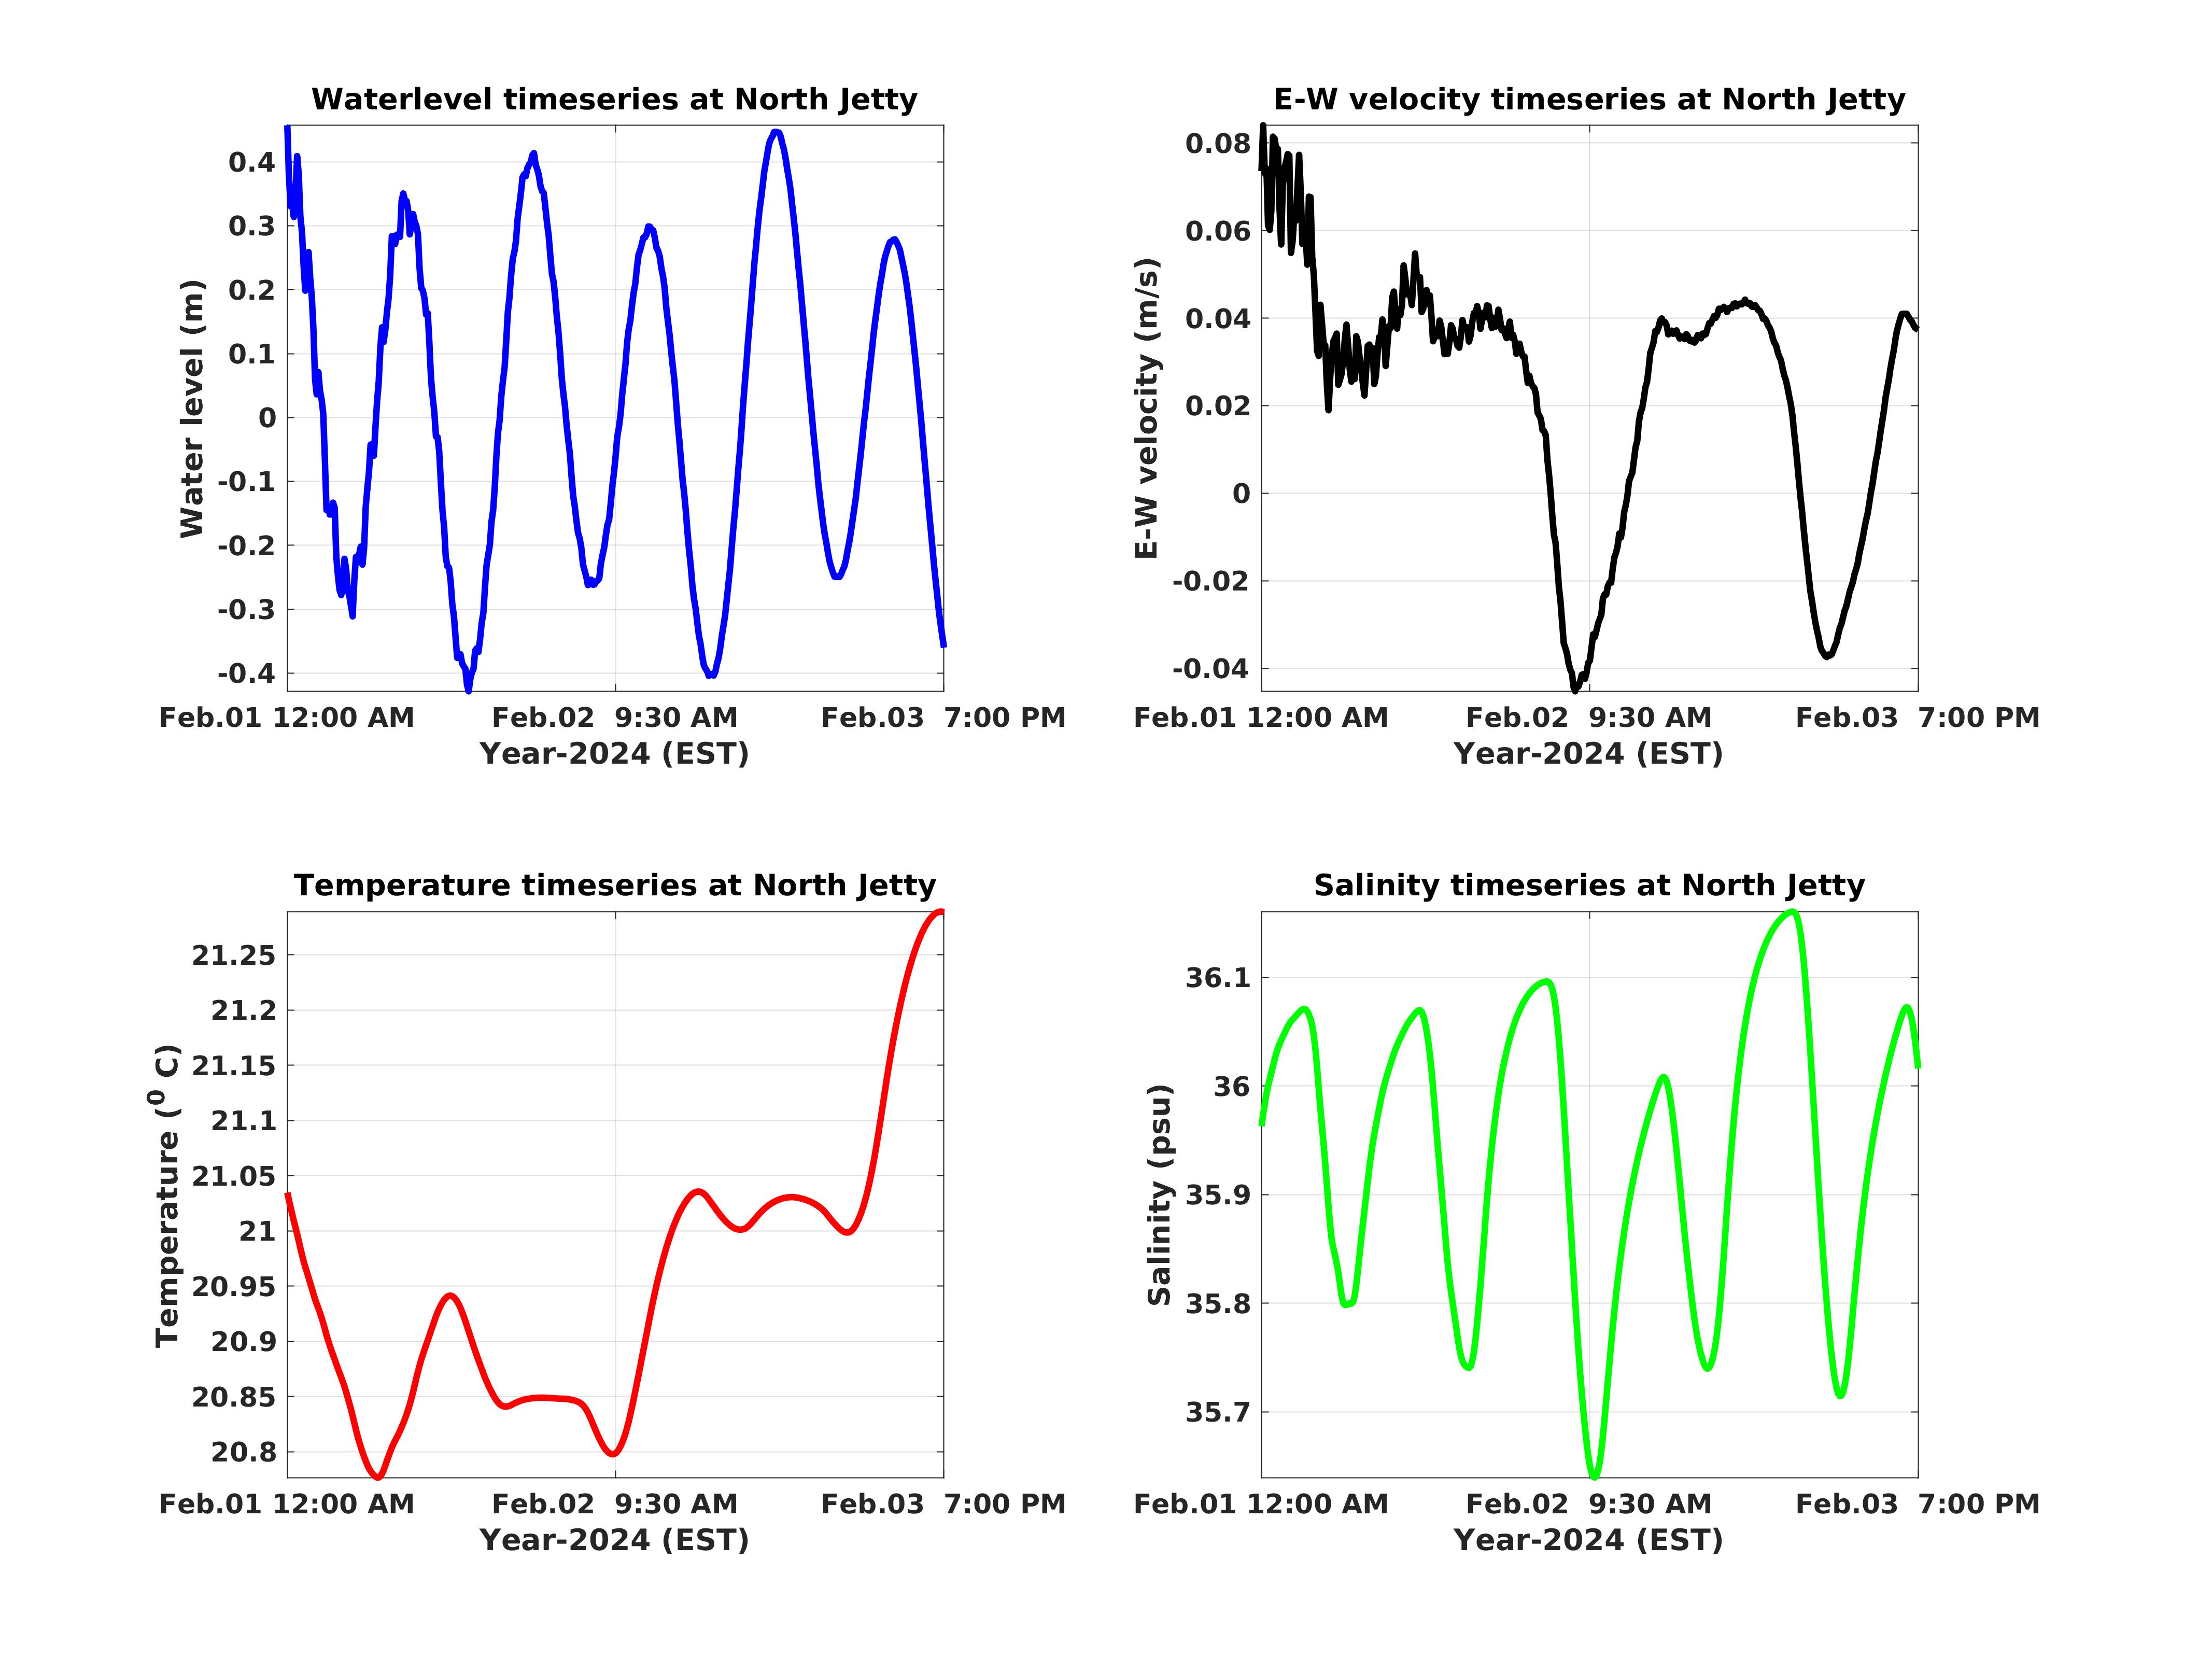 Waterlevel timeseries at North Jetty
Water level (m)
0.4
0.3
0.2
0.1
0
-0.1
-0.2
-0.3
-0.4
Feb.01 12:00 AM Feb.02 9:30 AM Feb.03 7:00 PM
Year-2024 (EST)
E-W velocity timeseries at North Jetty
E-W velocity (m/s)
0.08
0.06
0.04
0.02
0
-0.02
-0.04
Feb.01 12:00 AM Feb.02 9:30 AM Feb.03 7:00 PM
Year-2024 (EST)
Temperature timeseries at North Jetty
Temperature (⁰ C)
21.25
21.2
21.15
21.1
21.05
21
20.95
20.9
20.85
20.8
Feb.01 12:00 AM Feb.02 9:30 AM Feb.03 7:00 PM
Year-2024 (EST)
Salinity timeseries at North Jetty
Salinity (psu)
36.1
36
35.9
35.8
35.7
Feb.01 12:00 AM Feb.02 9:30 AM Feb.03 7:00 PM
Year-2024 (EST)